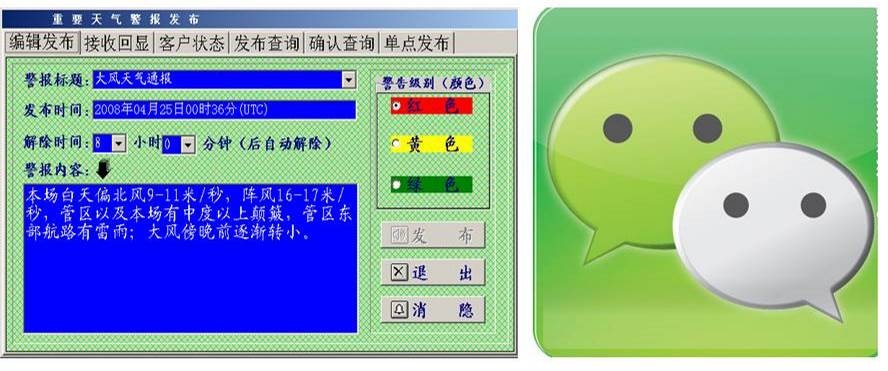 重要天气警报发布
编辑发布 接收回显 客户状态 发布查询 确认查询 单点发布
警报标题: 大风天气通报
警告级别(颜色)
发布时间: 2008年04月25日00时36分(UTC)
红 色
解除时间: 8 小时 0 分钟(后自动解除)
黄 色
警报内容:
绿 色
本场白天偏北风9-11米/秒，阵风16-17米/
秒，管区以及本场有中度以上颠簸，管区东
部航路有雷雨；大风傍晚前逐渐转小。
发 布
退 出
消 隐